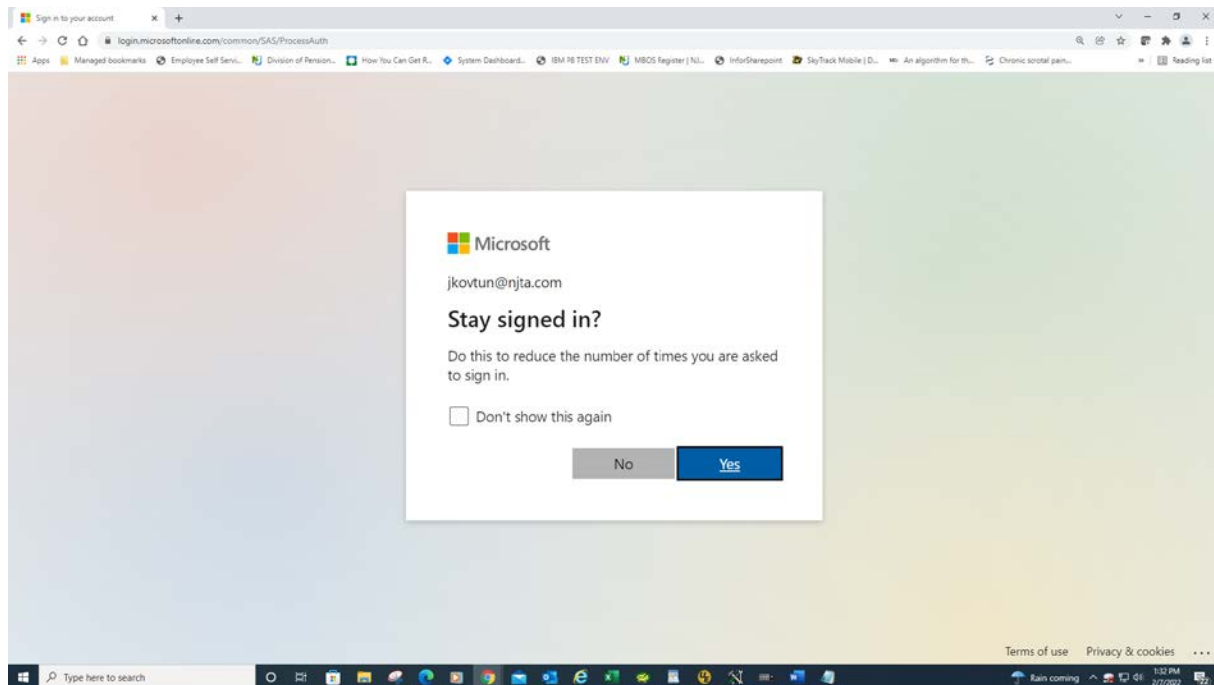 Sign in to your account
login.microsoftonline.com/common/SAS/ProcessAuth
Apps Managed bookmarks Employee Self Servi... Division of Pension... How You Can Get R... System Dashboard... IBM P8 TEST ENV MBOS Register | NJ... InforSharepoint SkyTrack Mobile | D... An algorithm for th... Chronic scrotal pain... » Reading list
Microsoft
jkovtun@njta.com
Stay signed in?
Do this to reduce the number of times you are asked
to sign in.
Don't show this again
No Yes
Terms of use Privacy & cookies ...
Type here to search Rain coming 1:32 PM
2/7/2022 22